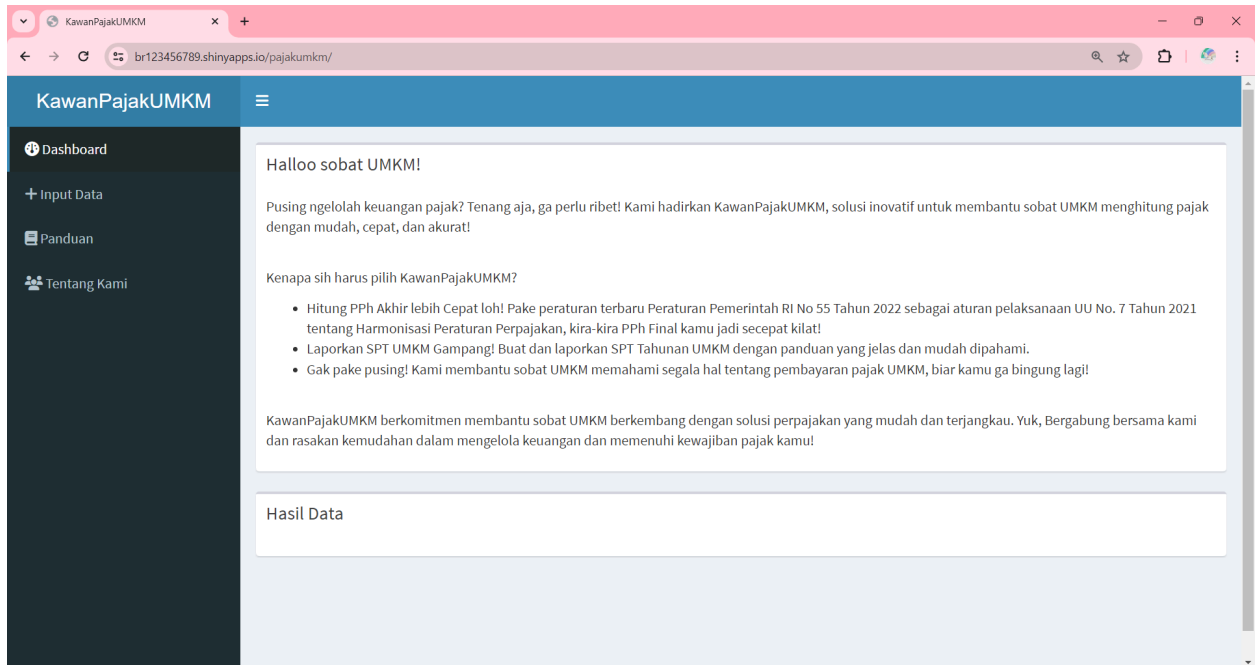 KawanPajakUMKM
br123456789.shinyapps.io/pajakumkm/
KawanPajakUMKM
Dashboard
Input Data
Panduan
Tentang Kami
Halloo sobat UMKM!
Pusing ngelolah keuangan pajak? Tenang aja, ga perlu ribet! Kami hadirkan KawanPajakUMKM, solusi inovatif untuk membantu sobat UMKM menghitung pajak
dengan mudah, cepat, dan akurat!
Kenapa sih harus pilih KawanPajakUMKM?
• Hitung PPh Akhir lebih Cepat loh! Pake peraturan terbaru Peraturan Pemerintah RI No 55 Tahun 2022 sebagai aturan pelaksanaan UU No. 7 Tahun 2021
tentang Harmonisasi Peraturan Perpajakan, kira-kira PPh Final kamu jadi secepat kilat!
• Laporkan SPT UMKM Gampang! Buat dan laporkan SPT Tahunan UMKM dengan panduan yang jelas dan mudah dipahami.
• Gak pake pusing! Kami membantu sobat UMKM memahami segala hal tentang pembayaran pajak UMKM, biar kamu ga bingung lagi!
KawanPajakUMKM berkomitmen membantu sobat UMKM berkembang dengan solusi perpajakan yang mudah dan terjangkau. Yuk, Bergabung bersama kami
dan rasakan kemudahan dalam mengelola keuangan dan memenuhi kewajiban pajak kamu!
Hasil Data